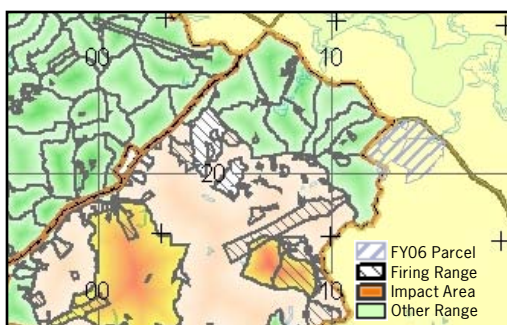 00
10
20
00
10
FY06 Parcel
Firing Range
Impact Area
Other Range